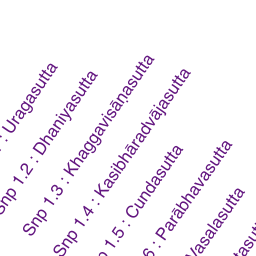 : Uragasutta
Snp 1.2 : Dhaniyasutta
Snp 1.3 : Khaggavisāṇasutta
Snp 1.4 : Kasibhāradvājasutta
1.5 : Cundasutta
6 : Parābhavasutta
Vasalasutta